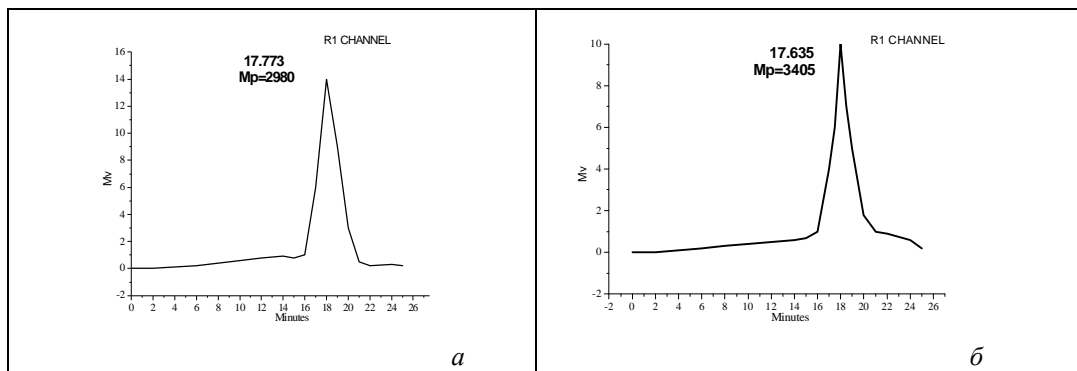 R1 CHANNEL
17.773
Mp=2980
16
14
12
10
8
6
4
2
0
-2
Mv
0 2 4 6 8 10 12 14 16 18 20 22 24 26
Minutes
а
R1 CHANNEL
17.635
Mp=3405
10
8
6
4
2
0
-2
Mv
-2 0 2 4 6 8 10 12 14 16 18 20 22 24 26
Minutes
б